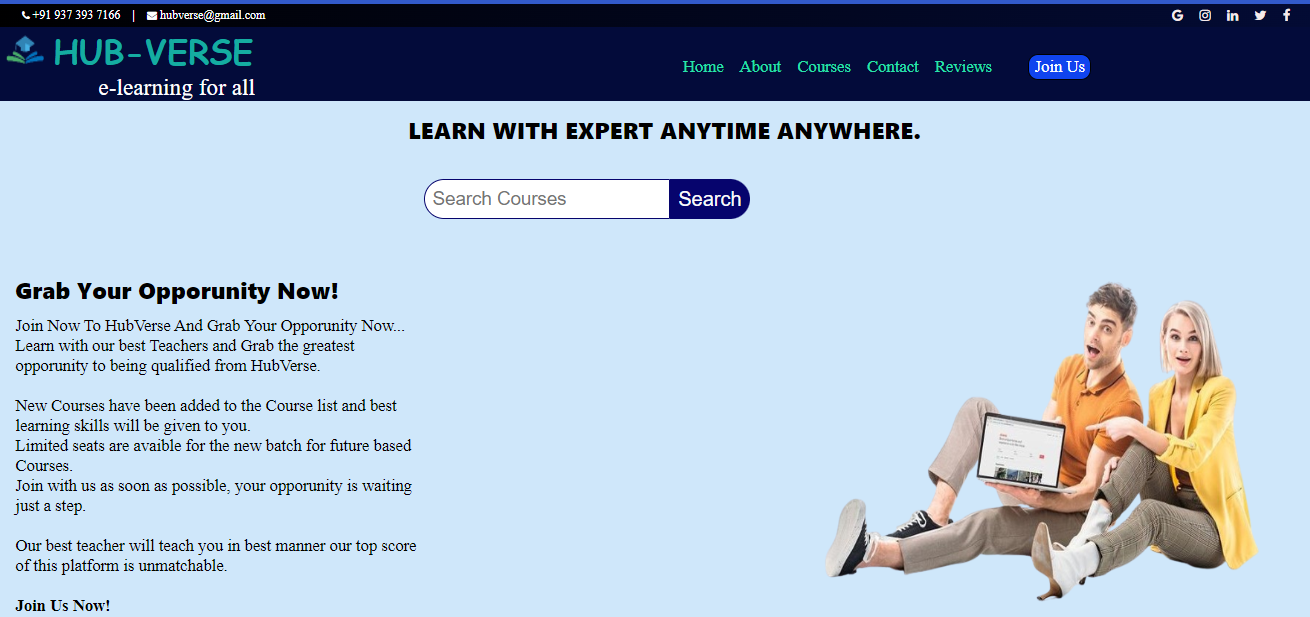 +91 937 393 7166 | hubverse@gmail.com
HUB-VERSE
e-learning for all
Home About Courses Contact Reviews Join Us
LEARN WITH EXPERT ANYTIME ANYWHERE.
Search Courses Search
Grab Your Opporunity Now!
Join Now To HubVerse And Grab Your Opporunity Now...
Learn with our best Teachers and Grab the greatest
opporunity to being qualified from HubVerse.
New Courses have been added to the Course list and best
learning skills will be given to you.
Limited seats are avaible for the new batch for future based
Courses.
Join with us as soon as possible, your opporunity is waiting
just a step.
Our best teacher will teach you in best manner our top score
of this platform is unmatchable.
Join Us Now!